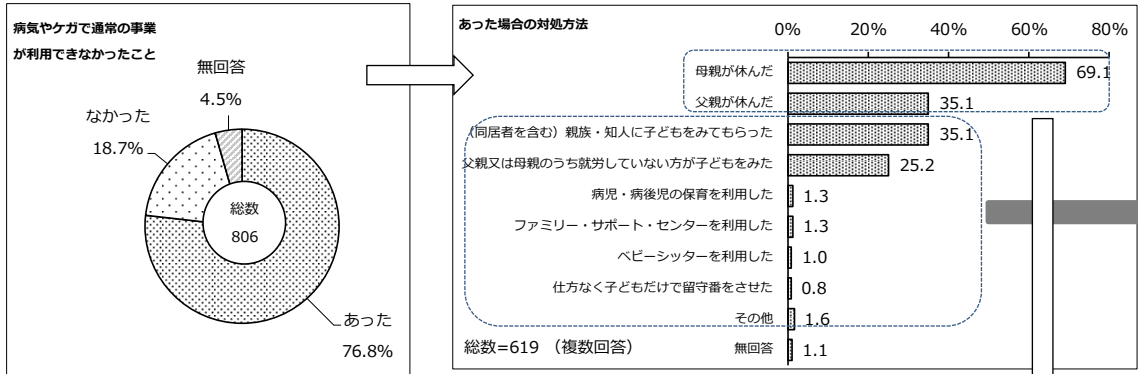 病気やケガで通常の事業
が利用できなかったこと
無回答
4.5%
なかった
18.7%
総数
806
あった
76.8%
あった場合の対処方法
0% 20% 40% 60% 80%
母親が休んだ 69.1
父親が休んだ 35.1
（同居者を含む）親族・知人に子どもをみてもらった 35.1
父親又は母親のうち就労していない方が子どもをみた 25.2
病児・病後児の保育を利用した 1.3
ファミリー・サポート・センターを利用した 1.3
ベビーシッターを利用した 1.0
仕方なく子どもだけで留守番をさせた 0.8
その他 1.6
無回答 1.1
総数=619 （複数回答）